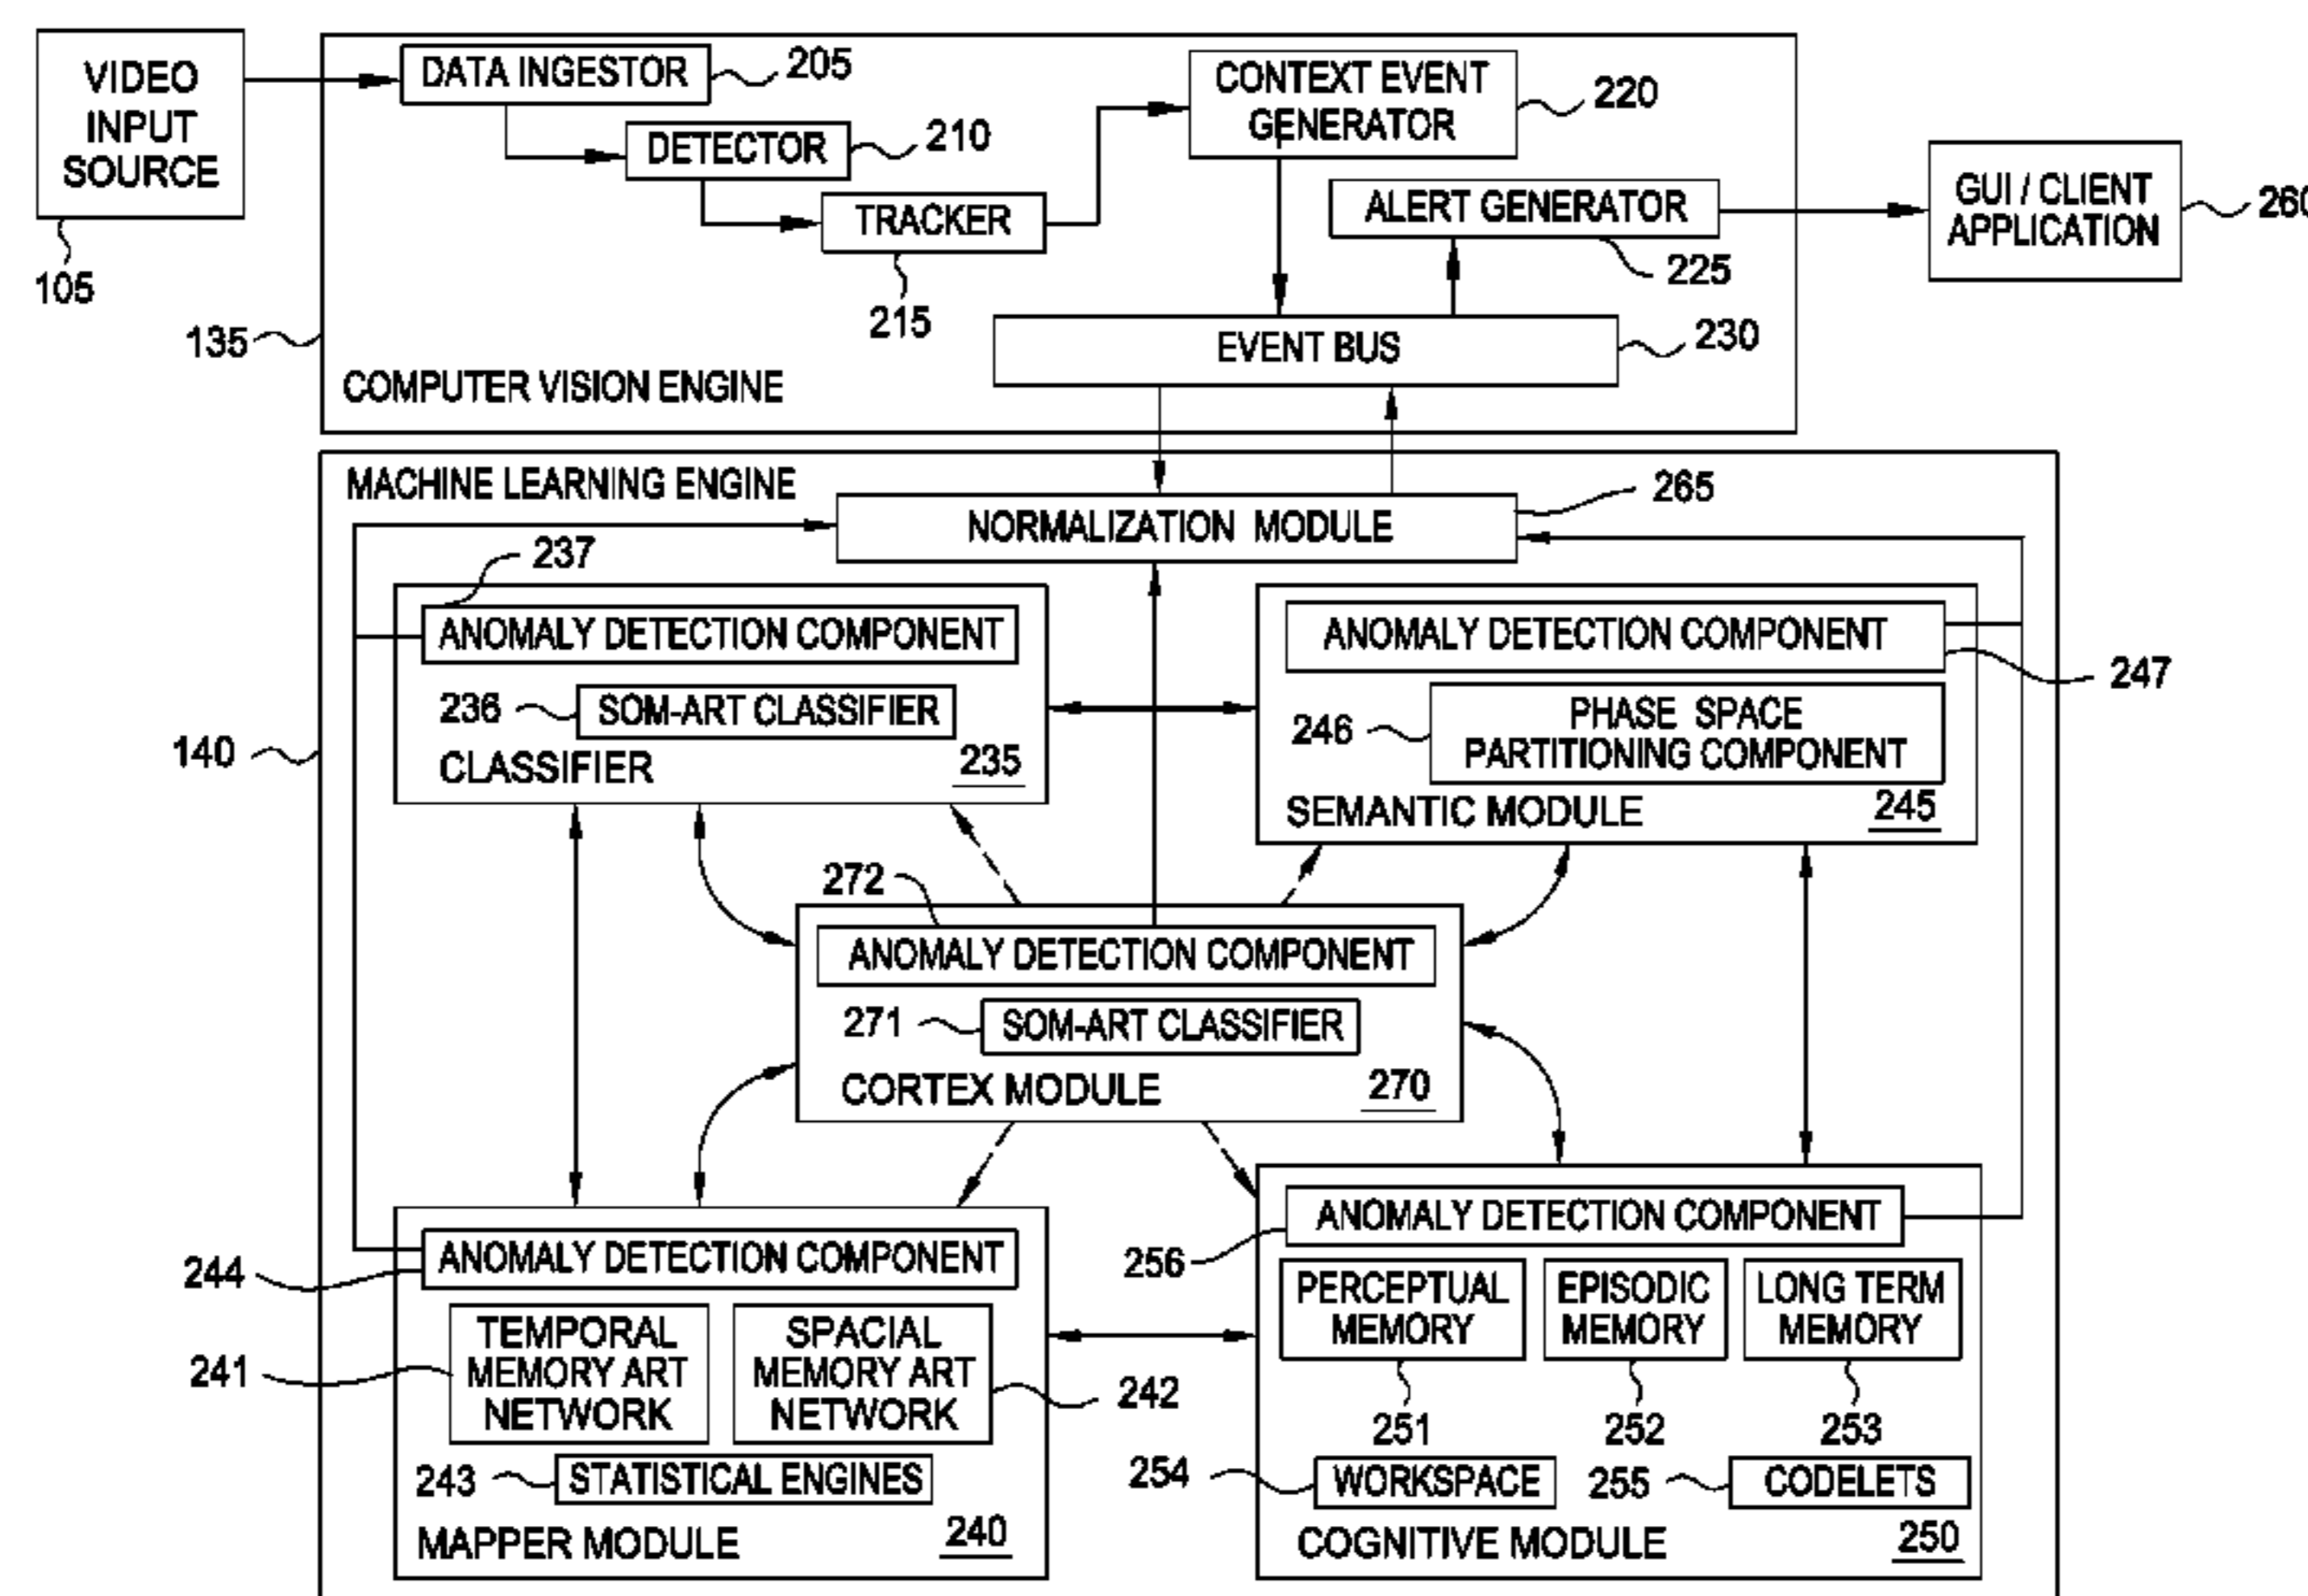 VIDEO
INPUT
SOURCE
105
DATA INGESTOR
205
DETECTOR
210
TRACKER
215
CONTEXT EVENT
GENERATOR
220
ALERT GENERATOR
225
GUI / CLIENT
APPLICATION
260
EVENT BUS
230
135
COMPUTER VISION ENGINE
MACHINE LEARNING ENGINE
NORMALIZATION MODULE
265
237
ANOMALY DETECTION COMPONENT
236
SOM-ART CLASSIFIER
CLASSIFIER
235
ANOMALY DETECTION COMPONENT
247
246
PHASE SPACE
PARTITIONING COMPONENT
SEMANTIC MODULE
245
140
272
ANOMALY DETECTION COMPONENT
271
SOM-ART CLASSIFIER
CORTEX MODULE
270
ANOMALY DETECTION COMPONENT
244
TEMPORAL
MEMORY ART
NETWORK
241
SPACIAL
MEMORY ART
NETWORK
242
243
STATISTICAL ENGINES
MAPPER MODULE
240
ANOMALY DETECTION COMPONENT
256
PERCEPTUAL
MEMORY
EPISODIC
MEMORY
LONG TERM
MEMORY
251
252
253
254
WORKSPACE
255
CODELETS
COGNITIVE MODULE
250